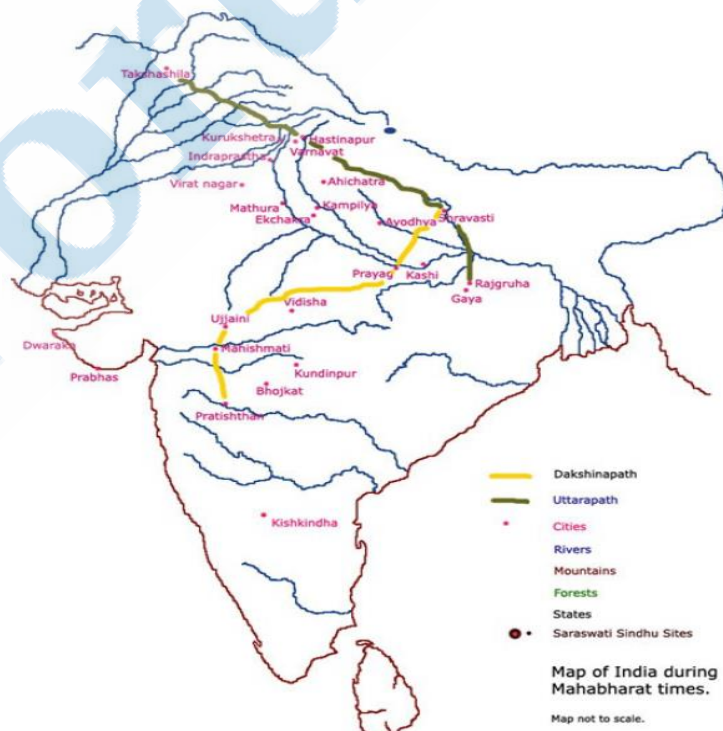 Takshashila
Kurukshetra
Hastinapur
Varnavat
Indraprastha
Virat nagar
Ahichatra
Mathura
Kampilya
Ekchakra
Ayodhya
Shravasti
Prayag
Kashi
Rajgruha
Gaya
Vidisha
Ujjaini
Dwaraka
Mahishmati
Prabhas
Kundinpur
Bhojkat
Pratishthan
Kishkindha
Dakshinapath
Uttarapath
Cities
Rivers
Mountains
Forests
States
Saraswati Sindhu Sites
Map of India during
Mahabharat times.
Map not to scale.